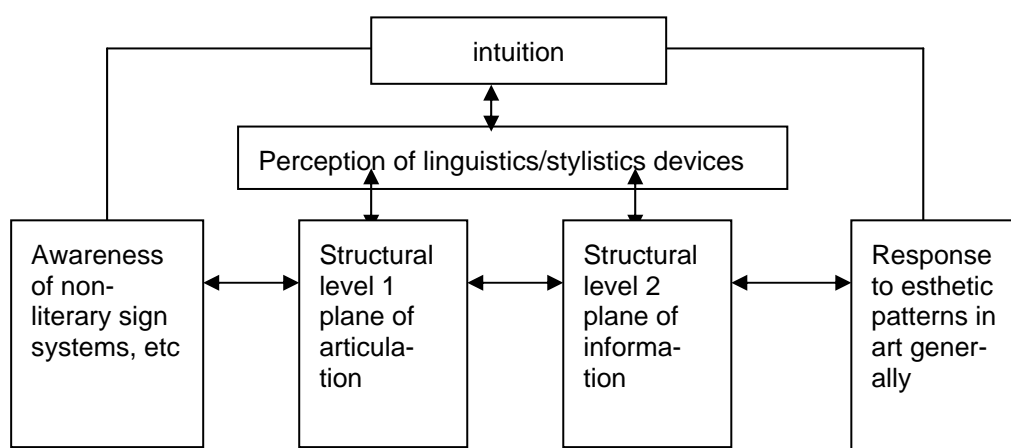 intuition
Perception of linguistics/stylistics devices
Awareness
of non-
literary sign
systems, etc
Structural
level 1
plane of
articula-
tion
Structural
level 2
plane of
informa-
tion
Response
to esthetic
patterns in
art gener-
ally